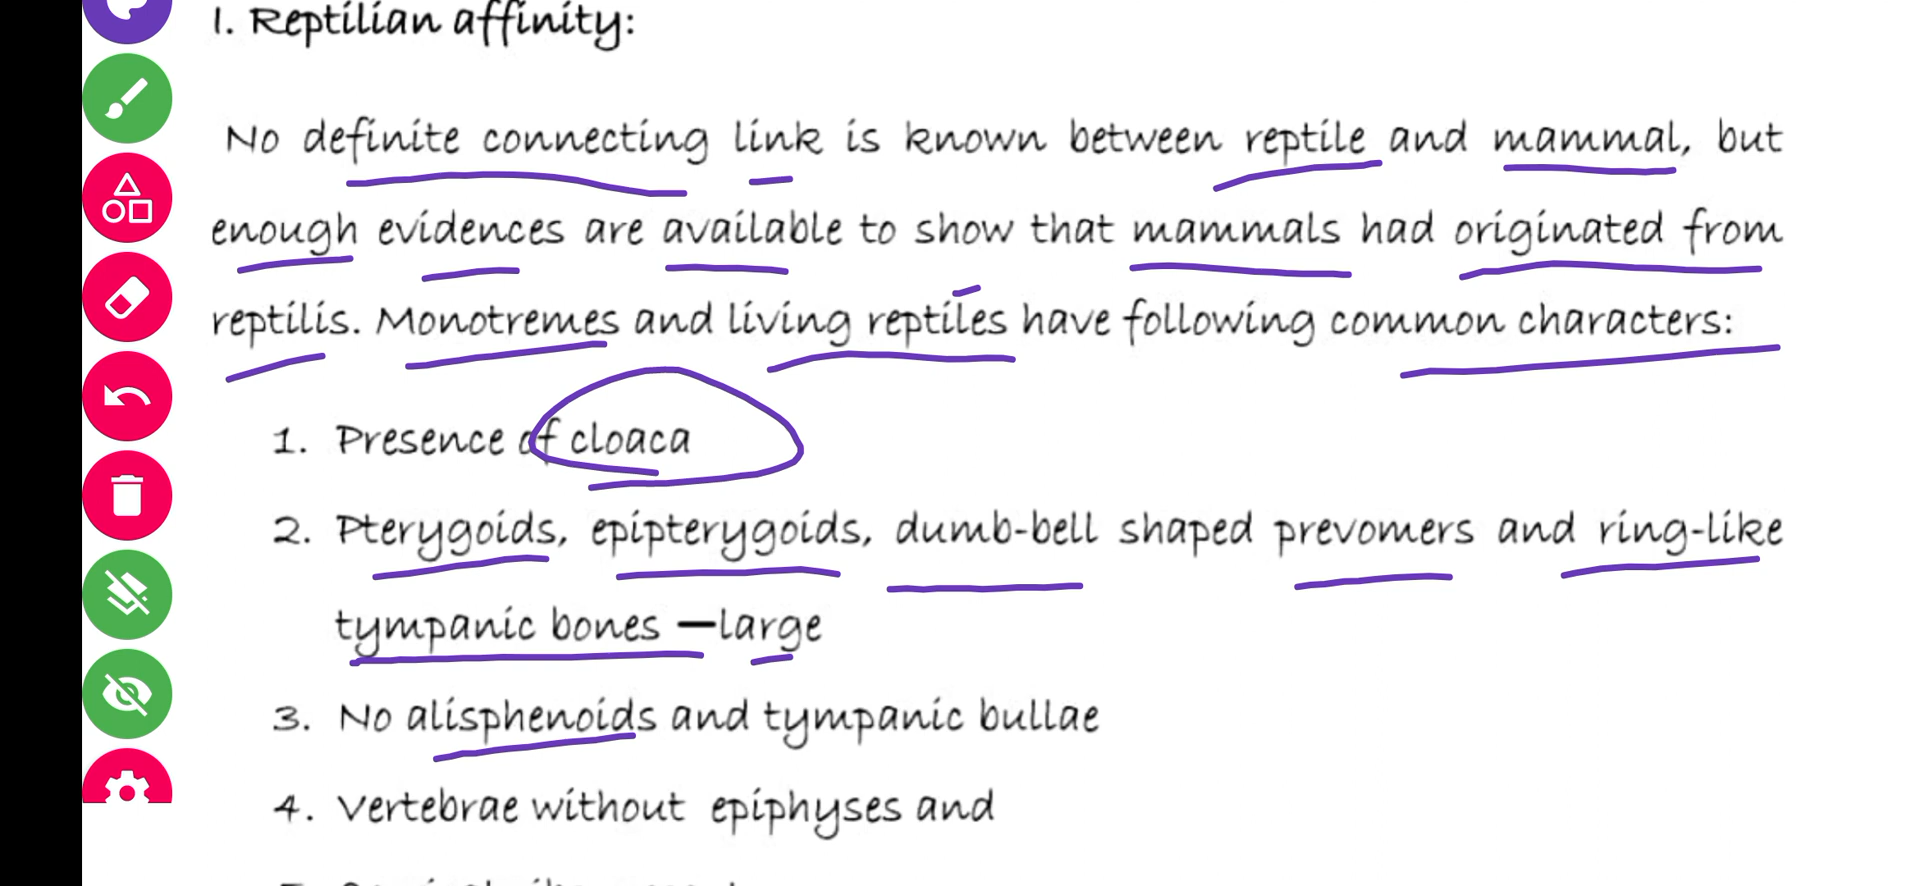 I. Reptilian affinity:
No definite connecting link is known between reptile and mammal, but
enough evidences are available to show that mammals had originated from
reptilis. Monotremes and living reptiles have following common characters:
1. Presence of cloaca
2. Pterygoids, epipterygoids, dumb-bell shaped prevomers and ring-like
tympanic bones —large
3. No alisphenoids and tympanic bullae
4. Vertebrae without epiphyses and